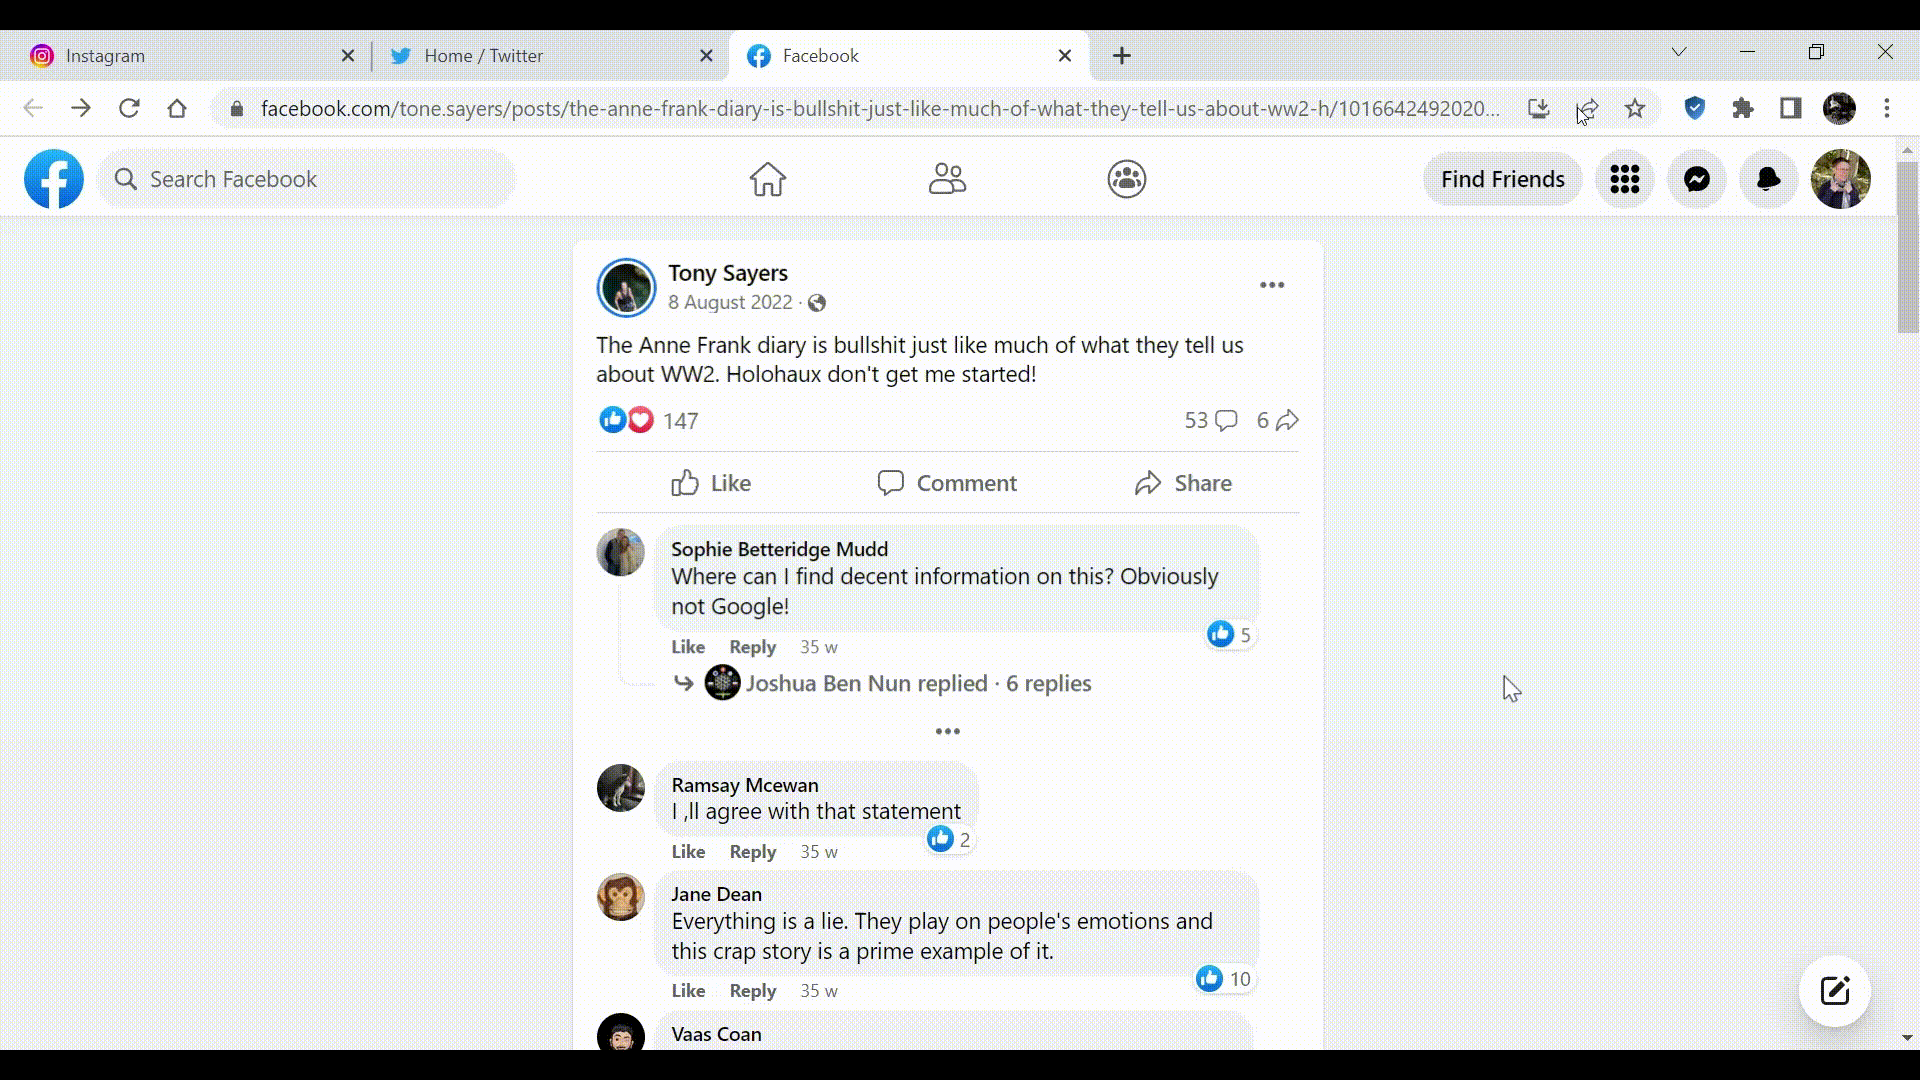 Instagram
Home / Twitter
Facebook
facebook.com/tone.sayers/posts/the-anne-frank-diary-is-bullshit-just-like-much-of-what-they-tell-us-about-ww2-h/1016642492020...
Search Facebook
Find Friends
Tony Sayers
8 August 2022 ·
The Anne Frank diary is bullshit just like much of what they tell us
about WW2. Holohaux don't get me started!
147
53 6
Like Comment Share
Sophie Betteridge Mudd
Where can I find decent information on this? Obviously
not Google!
5
Like Reply 35 w
Joshua Ben Nun replied · 6 replies
Ramsay Mcewan
I ,ll agree with that statement
2
Like Reply 35 w
Jane Dean
Everything is a lie. They play on people's emotions and
this crap story is a prime example of it.
10
Like Reply 35 w
Vaas Coan